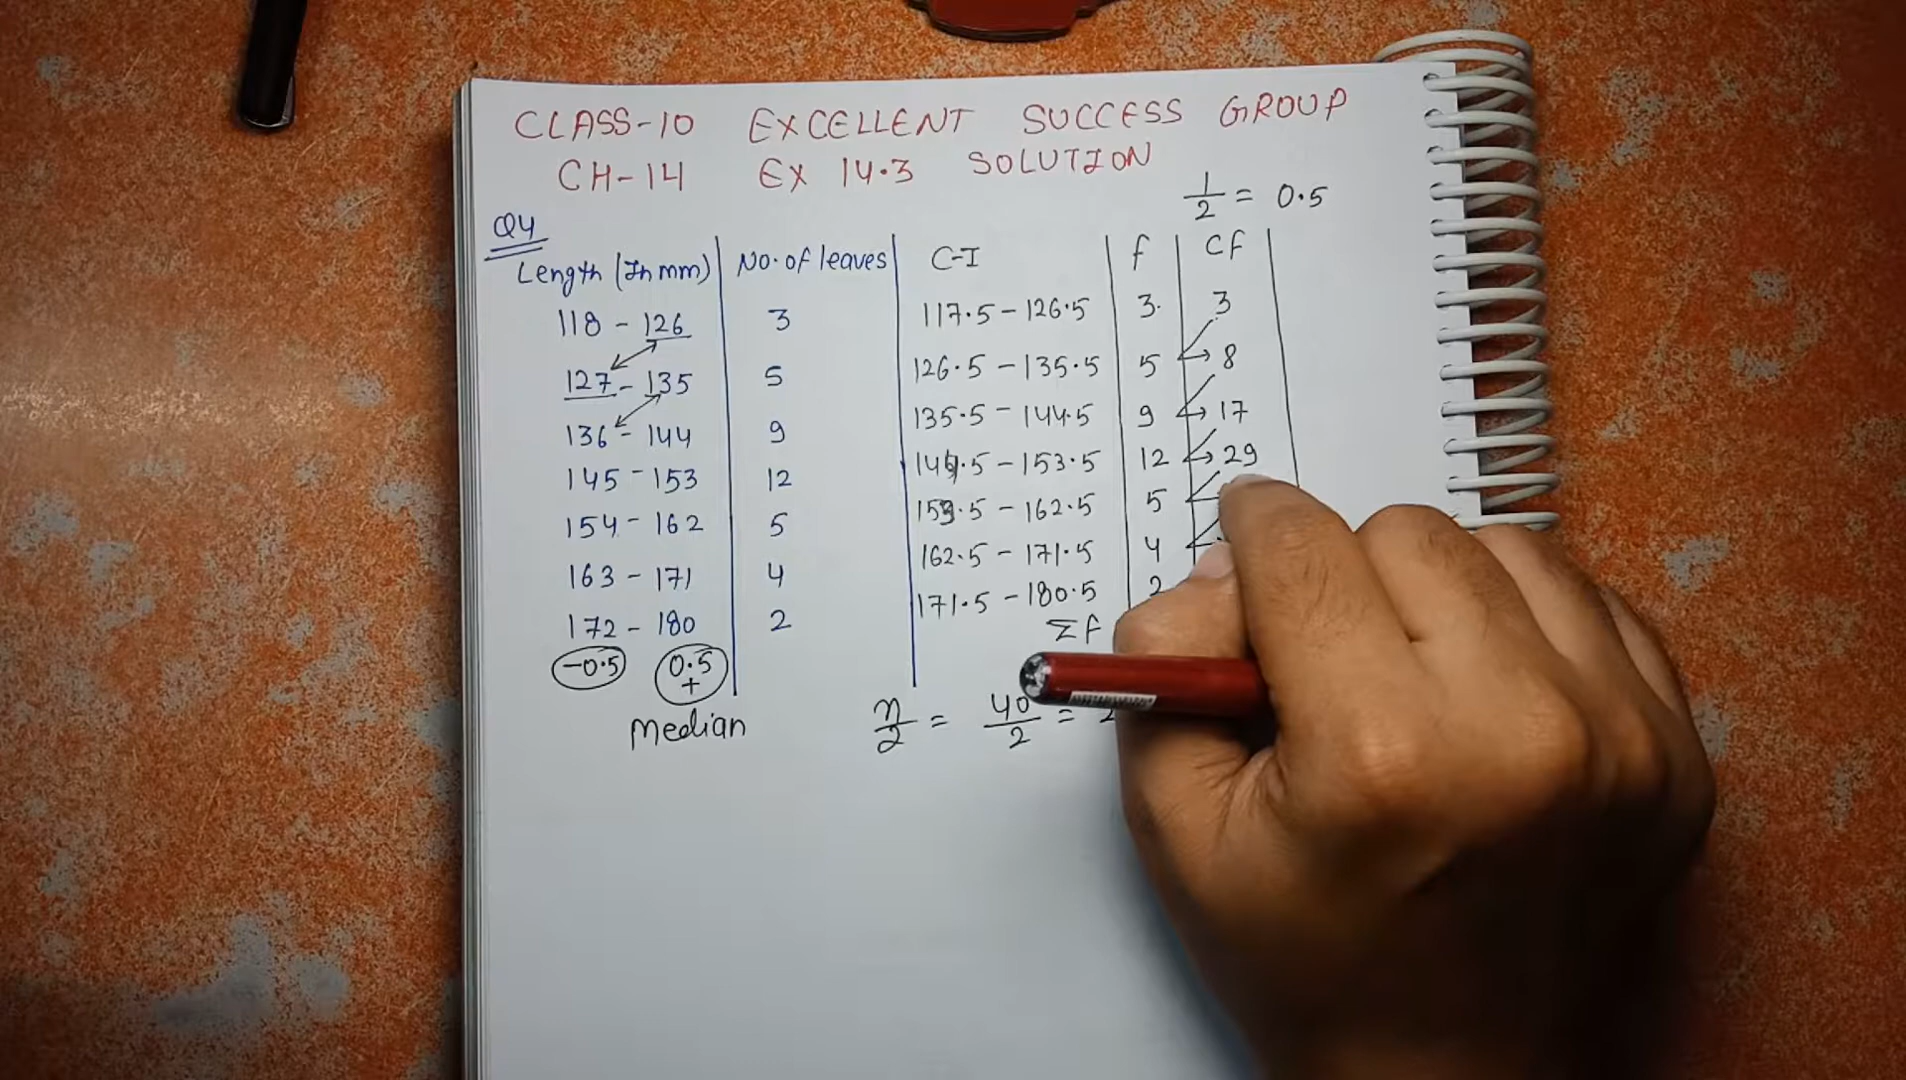 CLASS-10 EXCELLENT SUCCESS GROUP
CH-14 EX 14.3 SOLUTION
1/2 = 0.5
Q4
Length (In mm) No. of leaves C-I f cf
118 - 126 3 117.5 - 126.5 3 3
127 - 135 5 126.5 - 135.5 5 8
136 - 144 9 135.5 - 144.5 9 17
145 - 153 12 144.5 - 153.5 12 29
154 - 162 5 153.5 - 162.5 5
163 - 171 4 162.5 - 171.5 4
172 - 180 2 171.5 - 180.5 2
-0.5 0.5 + Σf
Median n/2 = 40/2 =